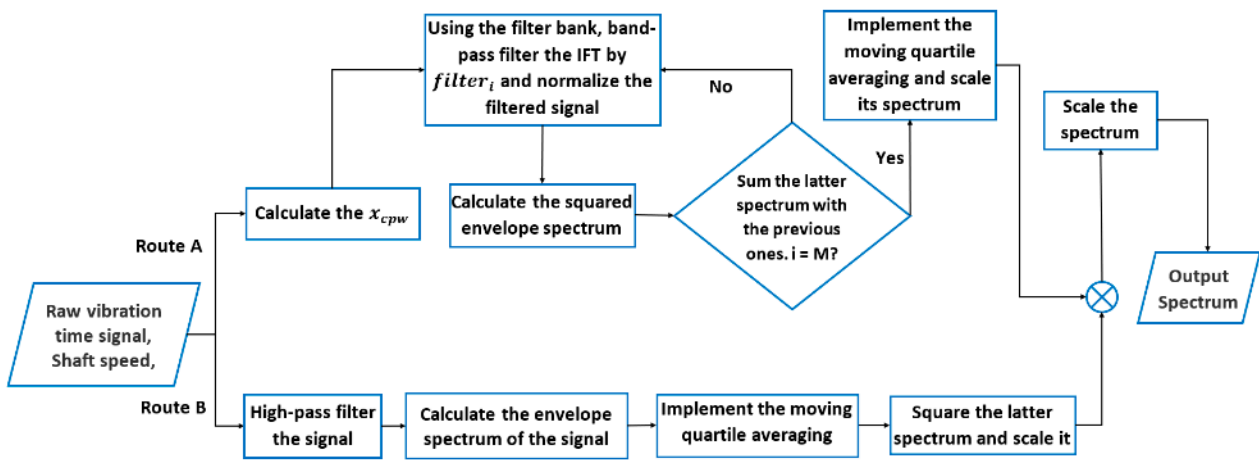 Raw vibration
time signal,
Shaft speed,
Route A
Calculate the x_cpw
Using the filter bank, band-
pass filter the IFT by
filter_i and normalize the
filtered signal
Calculate the squared
envelope spectrum
Sum the latter
spectrum with
the previous
ones. i = M?
No
Yes
Implement the
moving quartile
averaging and scale
its spectrum
Route B
High-pass filter
the signal
Calculate the envelope
spectrum of the signal
Implement the moving
quartile averaging
Square the latter
spectrum and scale it
Scale the
spectrum
Output
Spectrum